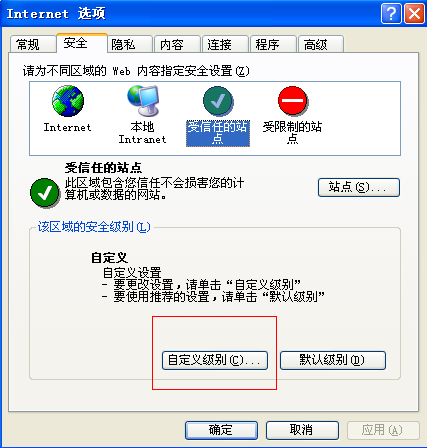 Internet 选项
常规 安全 隐私 内容 连接 程序 高级
请为不同区域的 Web 内容指定安全设置(Z)
Internet 本地 Intranet 受信任的站点 受限制的站点
受信任的站点
此区域包含您信任不会损害您的计
算机或数据的网站。
站点(S)...
该区域的安全级别(L)
自定义
自定义设置
- 要更改设置，请单击“自定义级别”
- 要使用推荐的设置，请单击“默认级别”
自定义级别(C)... 默认级别(D)
确定 取消 应用(A)